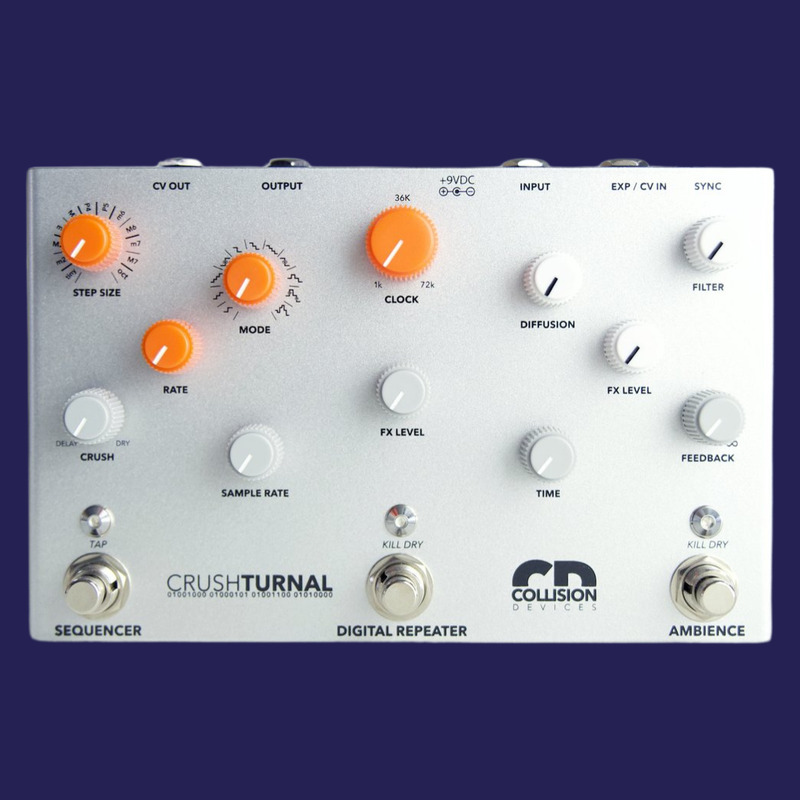 +9VDC
CV OUT
OUTPUT
INPUT
EXP / CV IN
SYNC
36K
1k
72k
CLOCK
STEP SIZE
MODE
FILTER
DIFFUSION
RATE
FX LEVEL
FX LEVEL
DELAY
DRY
CRUSH
SAMPLE RATE
TIME
∞
FEEDBACK
TAP
KILL DRY
KILL DRY
CRUSHTURNAL
01001000 01000101 01001100 01010000
CD
COLLISION
DEVICES
SEQUENCER
DIGITAL REPEATER
AMBIENCE